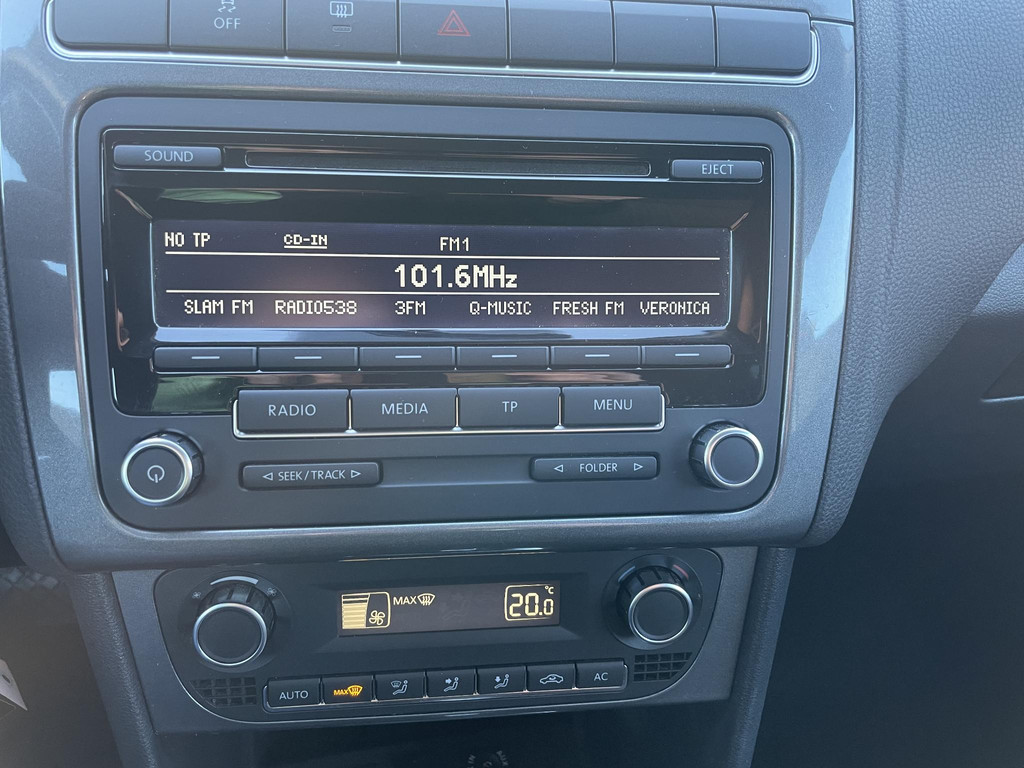 OFF
SOUND
EJECT
NO TP CD-IN FM1
101.6MHz
SLAM FM RADIO538 3FM Q-MUSIC FRESH FM VERONICA
RADIO MEDIA TP MENU
SEEK/TRACK FOLDER
MAX 20.0 °C
AUTO MAX AC